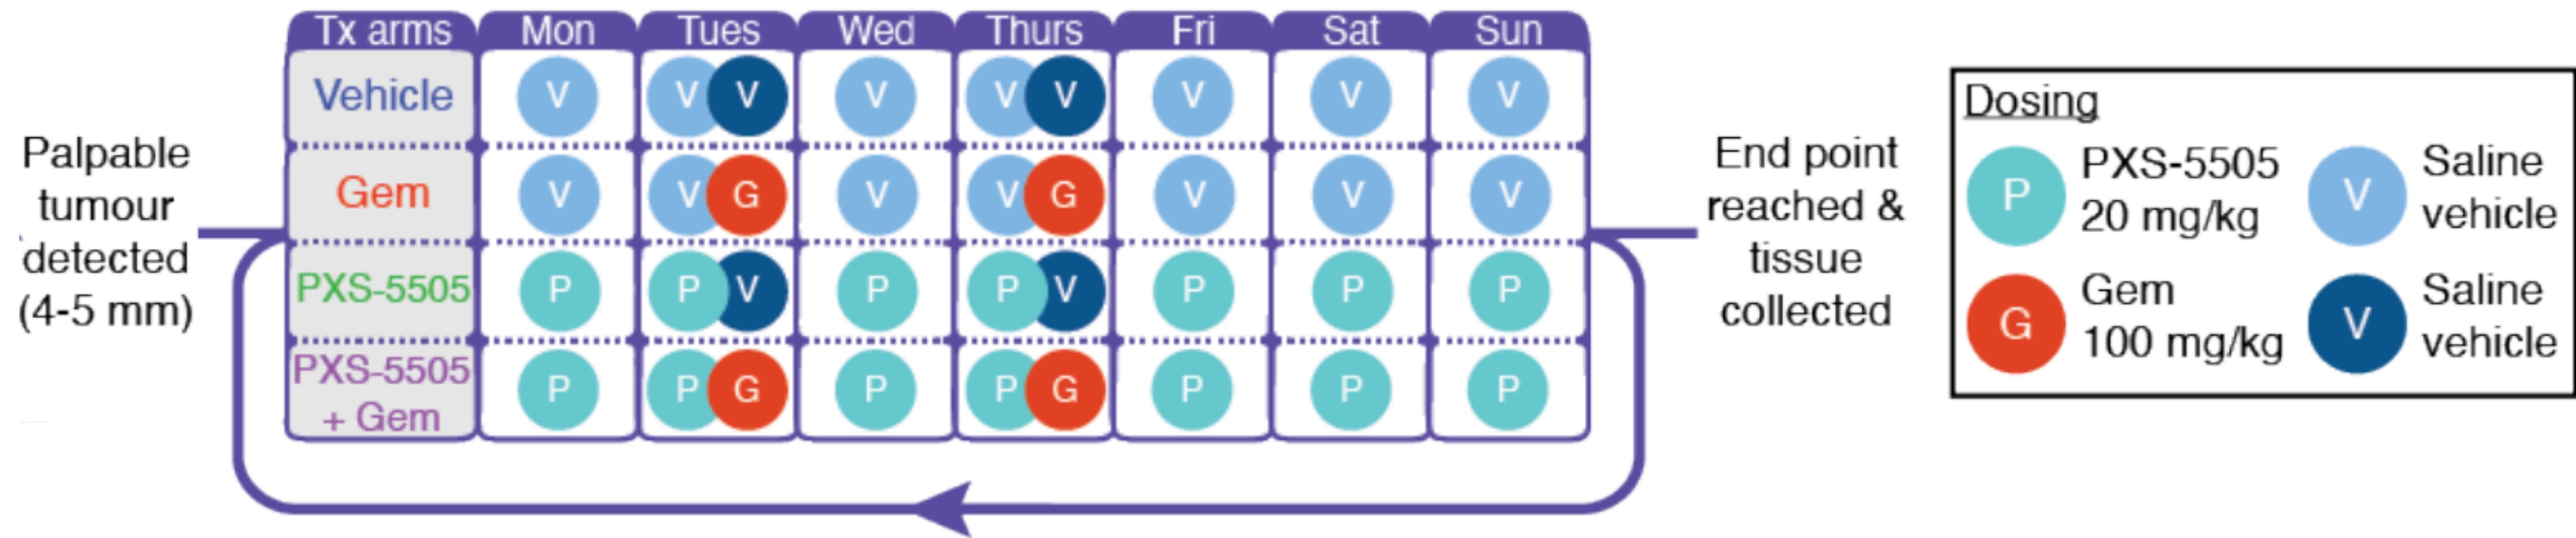 Palpable
tumour
detected
(4-5 mm)
Tx arms Mon Tues Wed Thurs Fri Sat Sun
Vehicle V V V V V V V V V
Gem V V G V V G V V V
PXS-5505 P P V P P V P P P
PXS-5505
+ Gem P P G P P G P P P
End point
reached &
tissue
collected
Dosing
P PXS-5505
20 mg/kg
V Saline
vehicle
G Gem
100 mg/kg
V Saline
vehicle